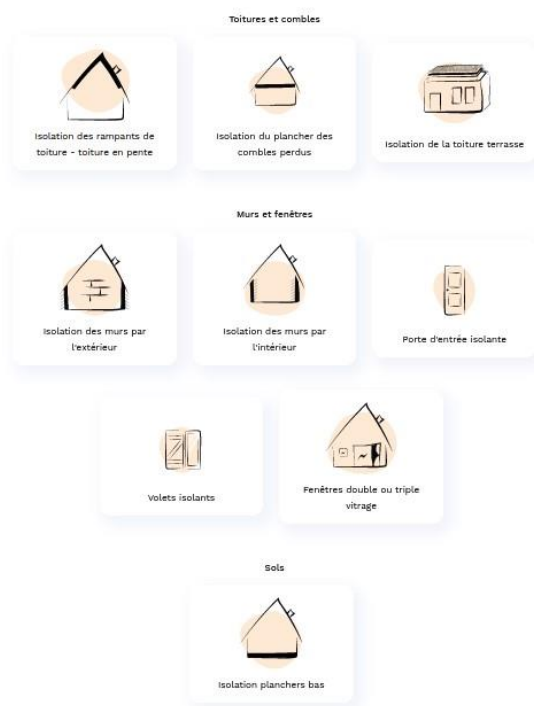 Toitures et combles
Isolation des rampants de
toiture - toiture en pente
Isolation du plancher des
combles perdus
Isolation de la toiture terrasse
Murs et fenêtres
Isolation des murs par
l'extérieur
Isolation des murs par
l'intérieur
Porte d'entrée isolante
Volets isolants
Fenêtres double ou triple
vitrage
Sols
Isolation planchers bas